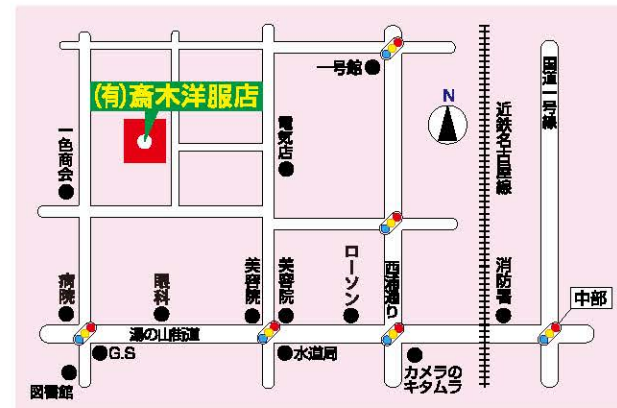 一号館
国道一号線
(有)斎木洋服店
N
近鉄名古屋線
電気店
一色商会
病院
眼科
美容院
美容院
ローソン
西浦通り
消防署
中部
湯の山街道
G.S
水道局
カメラの
キタムラ
図書館